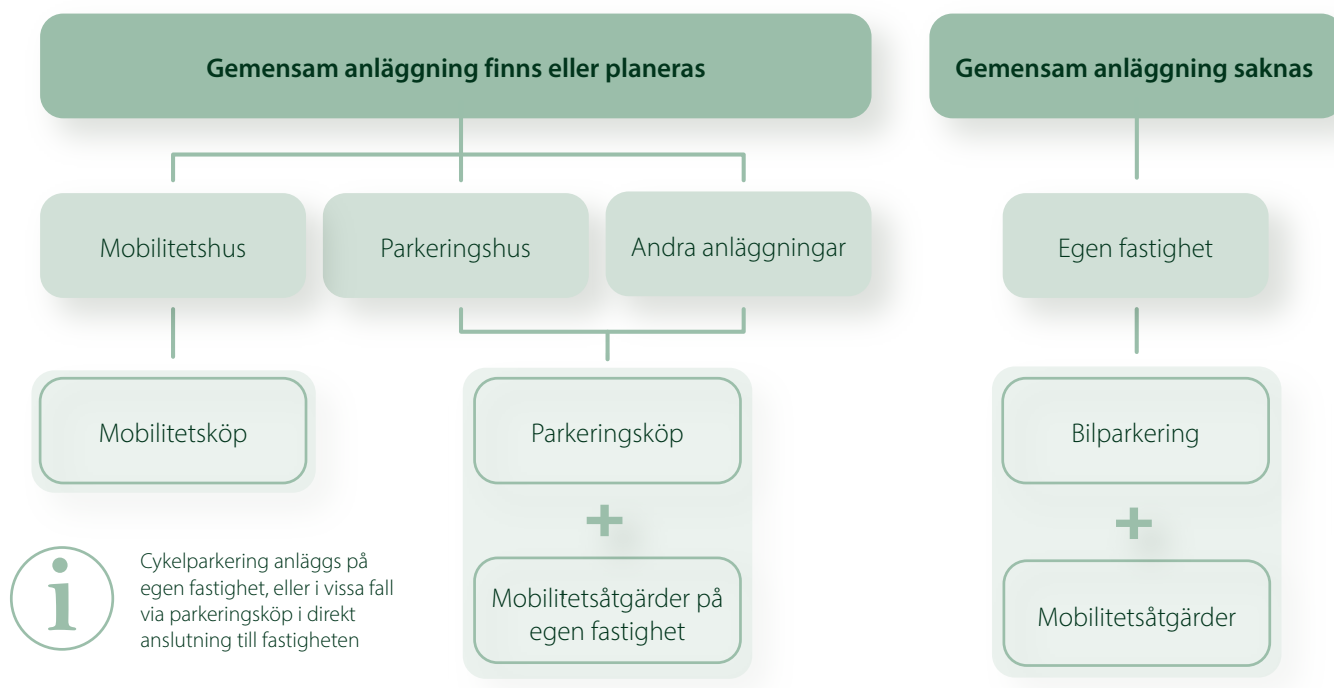 Gemensam anläggning finns eller planeras
Gemensam anläggning saknas
Mobilitetshus
Parkeringshus
Andra anläggningar
Egen fastighet
Mobilitetsköp
Parkeringsköp
Bilparkering
+
+
i
Cykelparkering anläggs på
egen fastighet, eller i vissa fall
via parkeringsköp i direkt
anslutning till fastigheten
Mobilitetsåtgärder på
egen fastighet
Mobilitetsåtgärder